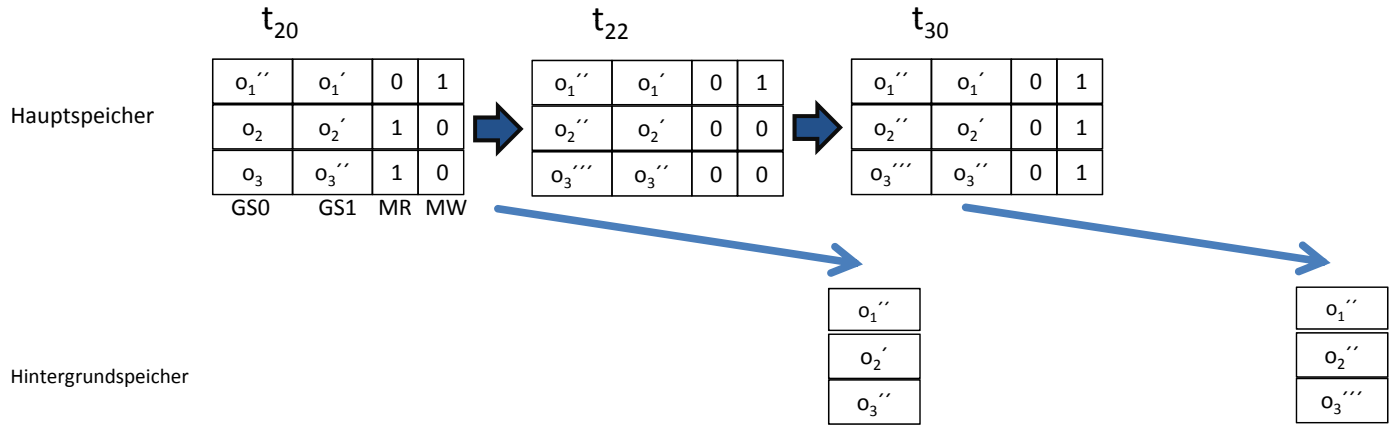 t₂₀ t₂₂ t₃₀
o₁´´ o₁´ 0 1 o₁´´ o₁´ 0 1 o₁´´ o₁´ 0 1
Hauptspeicher o₂ o₂´ 1 0 o₂´´ o₂´ 0 0 o₂´´ o₂´ 0 1
o₃ o₃´´ 1 0 o₃´´´ o₃´´ 0 0 o₃´´´ o₃´´ 0 1
GS0 GS1 MR MW
o₁´´ o₁´´
o₂´ o₂´´
Hintergrundspeicher
o₃´´ o₃´´´